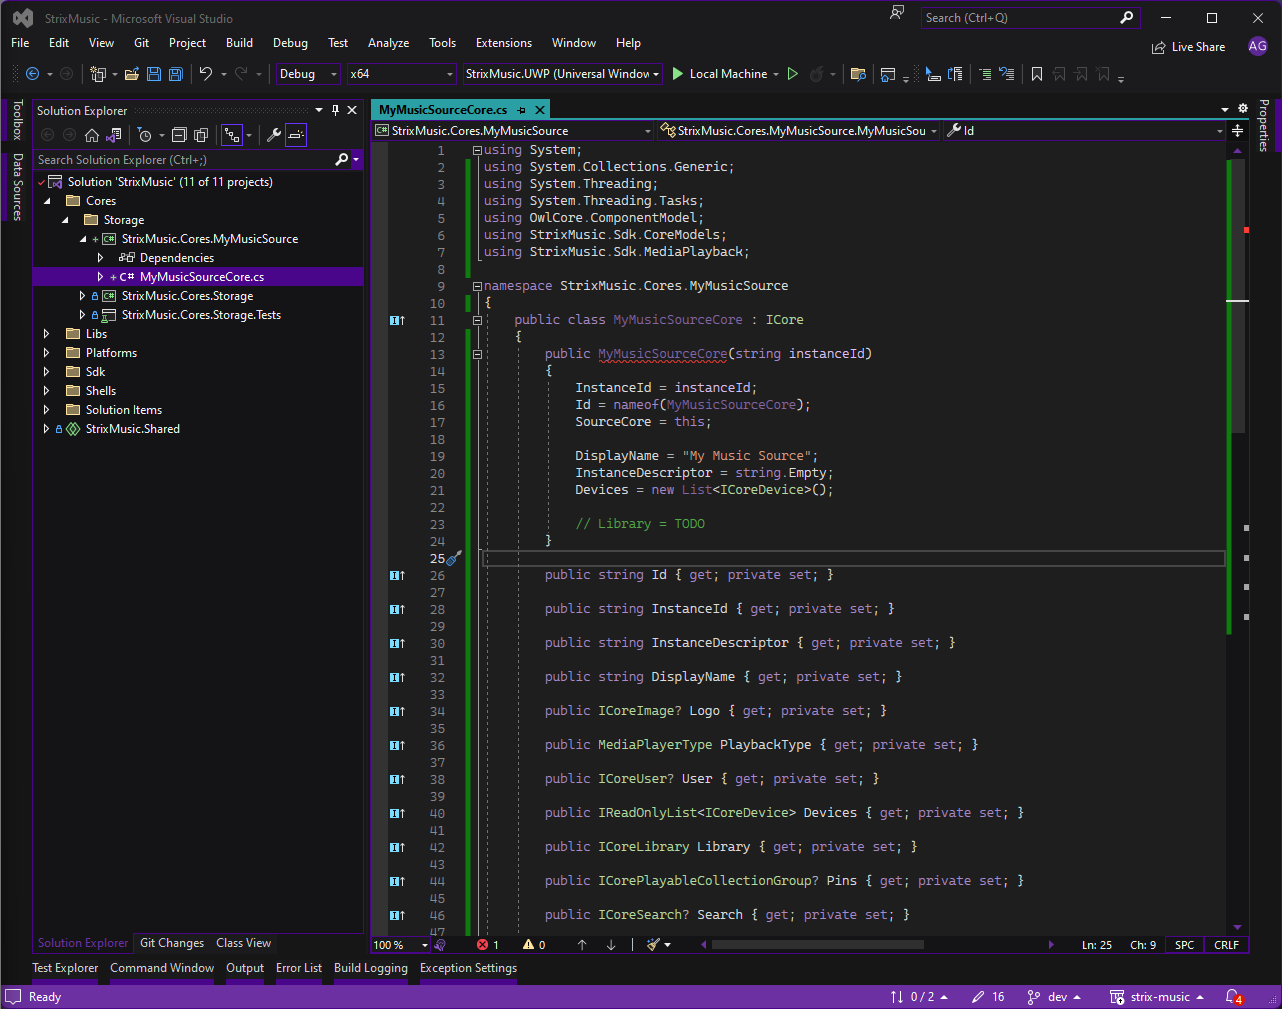 StrixMusic - Microsoft Visual Studio
Search (Ctrl+Q)
File Edit View Git Project Build Debug Test Analyze Tools Extensions Window Help
Live Share AG
Debug x64 StrixMusic.UWP (Universal Window Local Machine
Toolbox
Data Sources
Solution Explorer
Search Solution Explorer (Ctrl+;)
Solution 'StrixMusic' (11 of 11 projects)
Cores
Storage
C# StrixMusic.Cores.MyMusicSource
Dependencies
C# MyMusicSourceCore.cs
C# StrixMusic.Cores.Storage
StrixMusic.Cores.Storage.Tests
Libs
Platforms
Sdk
Shells
Solution Items
StrixMusic.Shared
Solution Explorer Git Changes Class View
MyMusicSourceCore.cs
C# StrixMusic.Cores.MyMusicSource StrixMusic.Cores.MyMusicSource.MyMusicSou Id
Properties
1 using System;
2 using System.Collections.Generic;
3 using System.Threading;
4 using System.Threading.Tasks;
5 using OwlCore.ComponentModel;
6 using StrixMusic.Sdk.CoreModels;
7 using StrixMusic.Sdk.MediaPlayback;
8
9 namespace StrixMusic.Cores.MyMusicSource
10 {
11 public class MyMusicSourceCore : ICore
12 {
13 public MyMusicSourceCore(string instanceId)
14 {
15 InstanceId = instanceId;
16 Id = nameof(MyMusicSourceCore);
17 SourceCore = this;
18
19 DisplayName = "My Music Source";
20 InstanceDescriptor = string.Empty;
21 Devices = new List<ICoreDevice>();
22
23 // Library = TODO
24 }
25
26 public string Id { get; private set; }
27
28 public string InstanceId { get; private set; }
29
30 public string InstanceDescriptor { get; private set; }
31
32 public string DisplayName { get; private set; }
33
34 public ICoreImage? Logo { get; private set; }
35
36 public MediaPlayerType PlaybackType { get; private set; }
37
38 public ICoreUser? User { get; private set; }
39
40 public IReadOnlyList<ICoreDevice> Devices { get; private set; }
41
42 public ICoreLibrary Library { get; private set; }
43
44 public ICorePlayableCollectionGroup? Pins { get; private set; }
45
46 public ICoreSearch? Search { get; private set; }
47
100 % 1 0 Ln: 25 Ch: 9 SPC CRLF
Test Explorer Command Window Output Error List Build Logging Exception Settings
Ready 0 / 2 16 dev strix-music 4